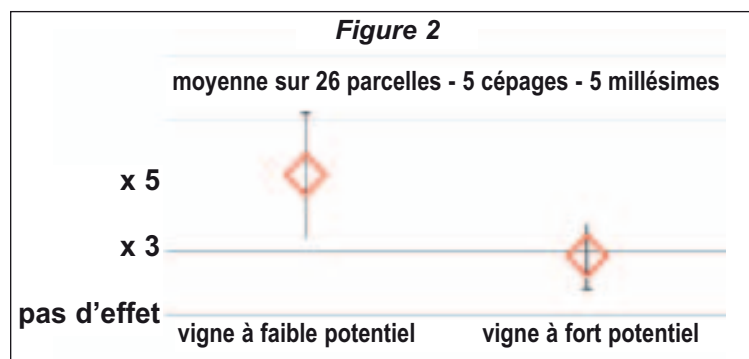 Figure 2
moyenne sur 26 parcelles - 5 cépages - 5 millésimes
x 5
x 3
pas d'effet
vigne à faible potentiel vigne à fort potentiel